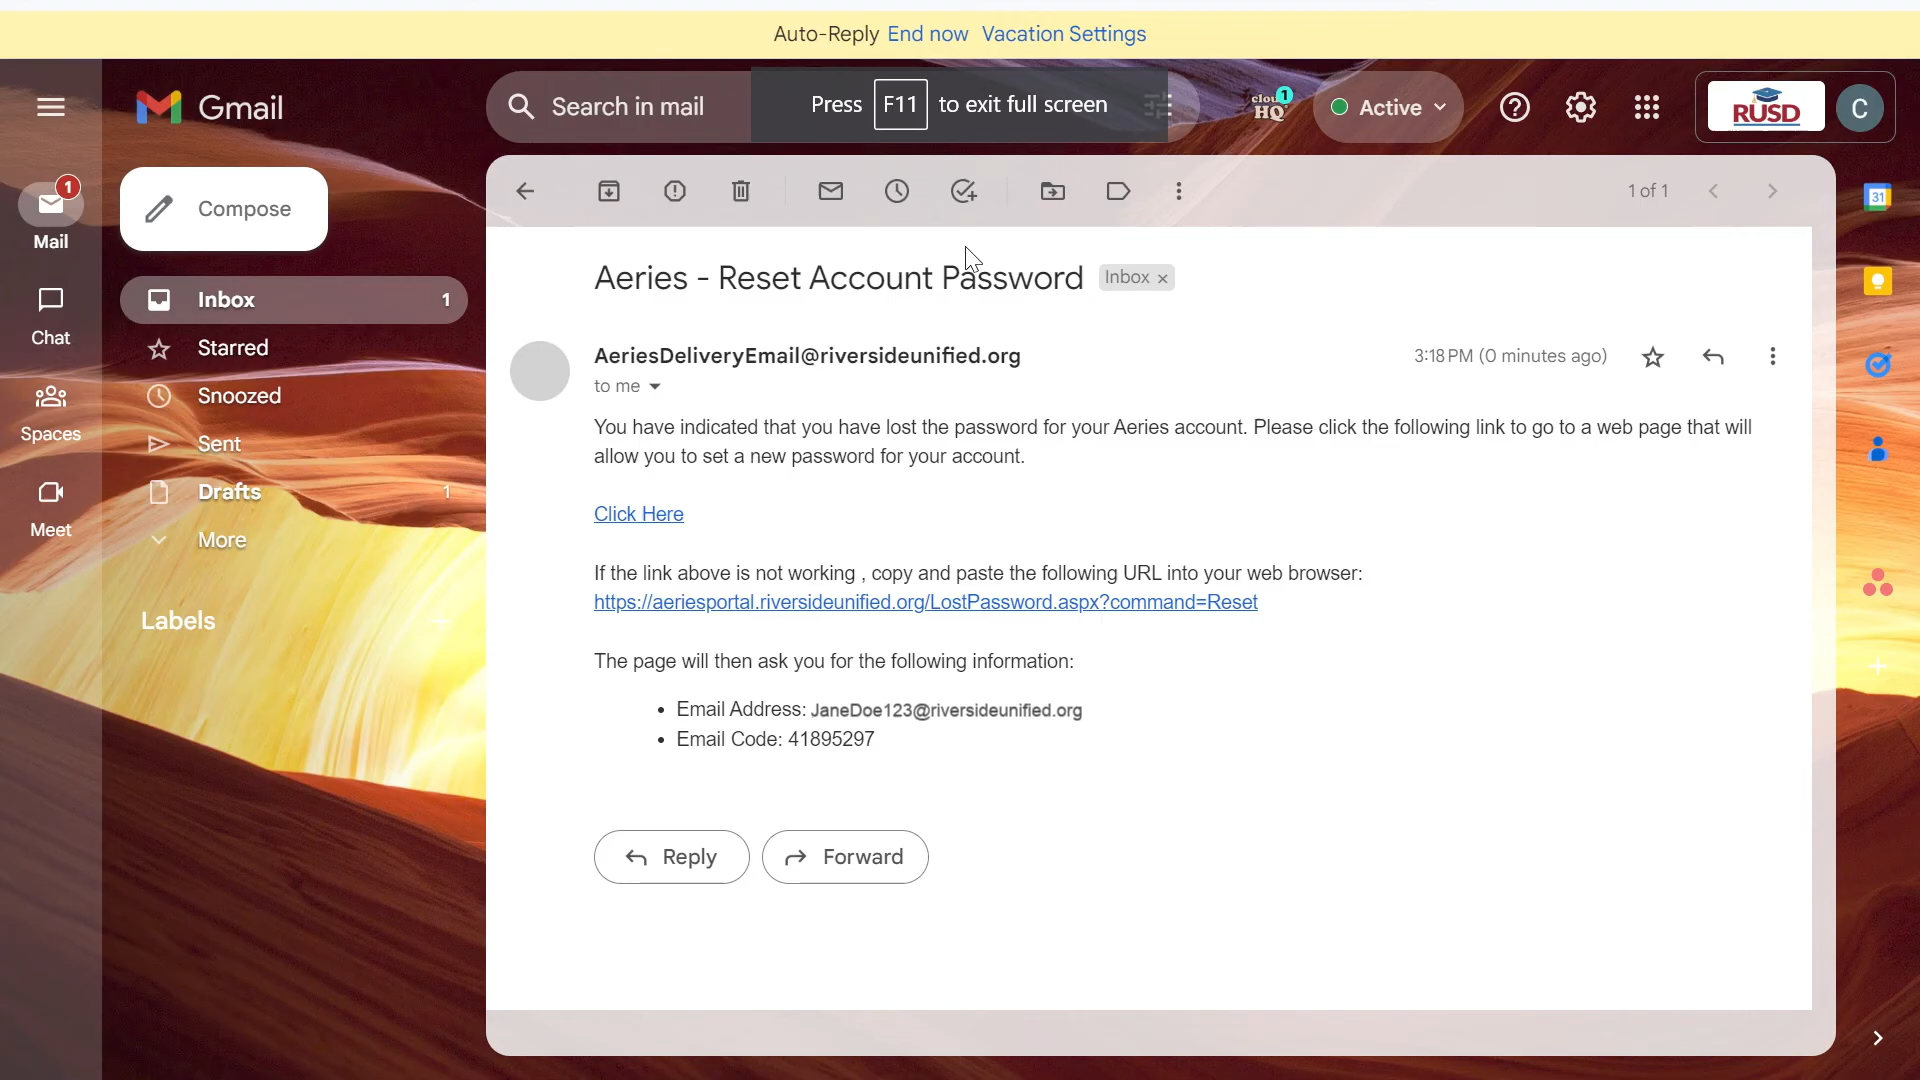 Auto-Reply End now Vacation Settings
Gmail
Search in mail
Press F11 to exit full screen
cloudHQ 1
Active
RUSD
C
1
Mail
Compose
1 of 1
31
Aeries - Reset Account Password Inbox ×
Inbox 1
Chat
Starred
AeriesDeliveryEmail@riversideunified.org 3:18 PM (0 minutes ago)
to me
Snoozed
Spaces
You have indicated that you have lost the password for your Aeries account. Please click the following link to go to a web page that will
allow you to set a new password for your account.
Sent
Drafts 1
Click Here
Meet
More
If the link above is not working , copy and paste the following URL into your web browser:
https://aeriesportal.riversideunified.org/LostPassword.aspx?command=Reset
Labels
The page will then ask you for the following information:
• Email Address: JaneDoe123@riversideunified.org
• Email Code: 41895297
Reply Forward